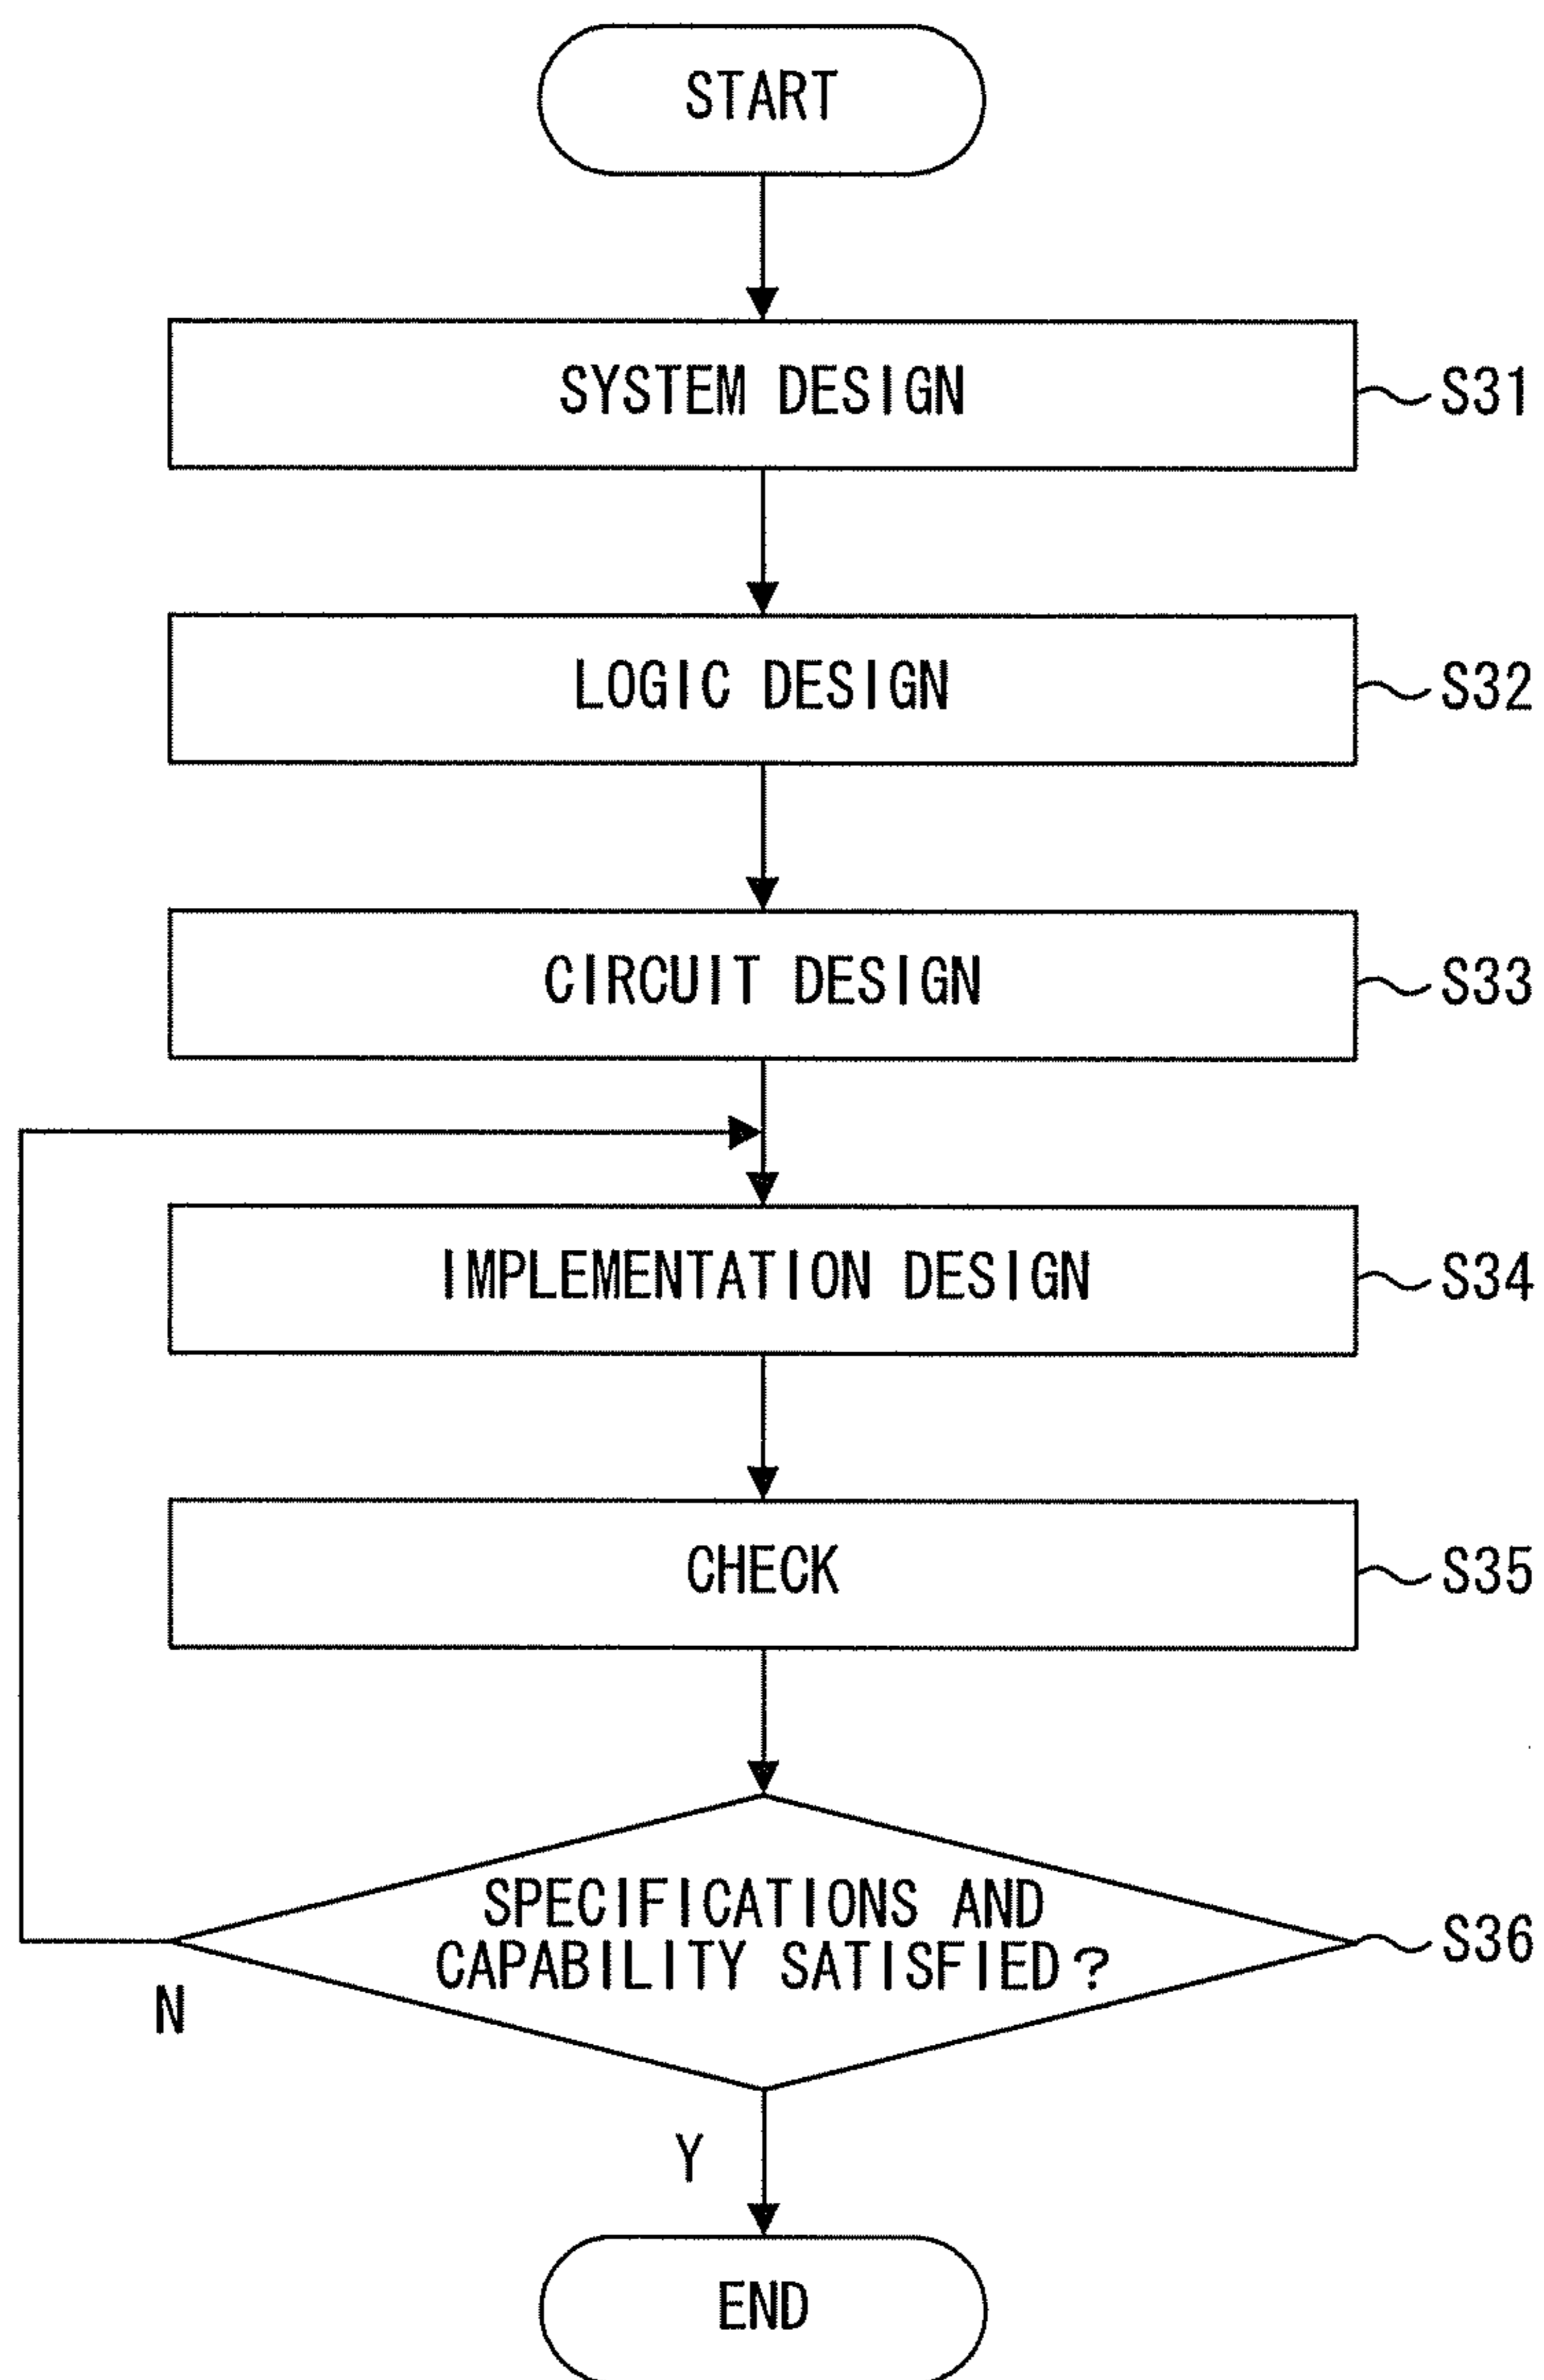 START
SYSTEM DESIGN
S31
LOGIC DESIGN
S32
CIRCUIT DESIGN
S33
IMPLEMENTATION DESIGN
S34
CHECK
S35
SPECIFICATIONS AND
CAPABILITY SATISFIED?
S36
N
Y
END